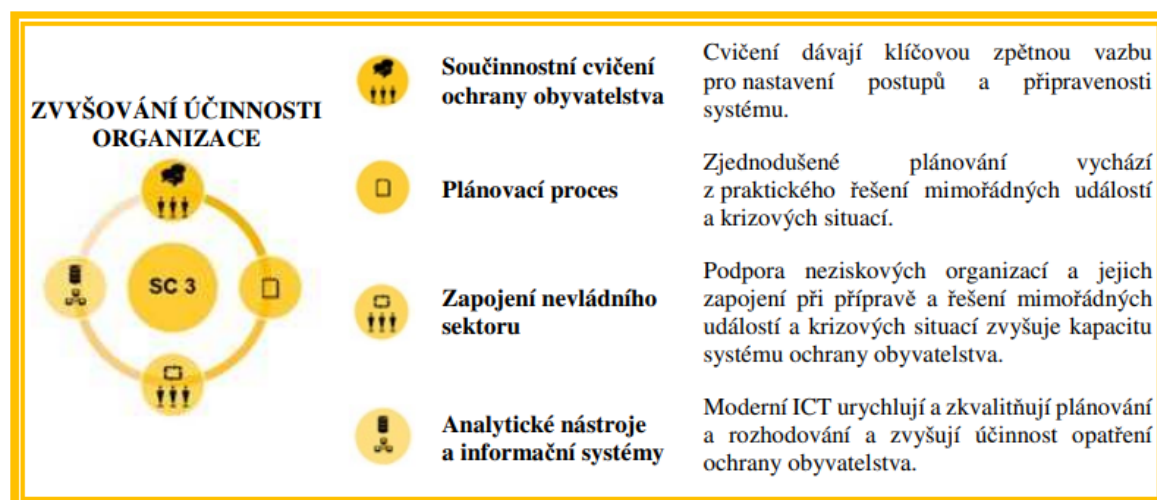 ZVYŠOVÁNÍ ÚČINNOSTI
ORGANIZACE
SC 3
Součinnostní cvičení
ochrany obyvatelstva
Cvičení dávají klíčovou zpětnou vazbu
pro nastavení postupů a připravenosti
systému.
Plánovací proces
Zjednodušené plánování vychází
z praktického řešení mimořádných událostí
a krizových situací.
Zapojení nevládního
sektoru
Podpora neziskových organizací a jejich
zapojení při přípravě a řešení mimořádných
událostí a krizových situací zvyšuje kapacitu
systému ochrany obyvatelstva.
Analytické nástroje
a informační systémy
Moderní ICT urychlují a zkvalitňují plánování
a rozhodování a zvyšují účinnost opatření
ochrany obyvatelstva.